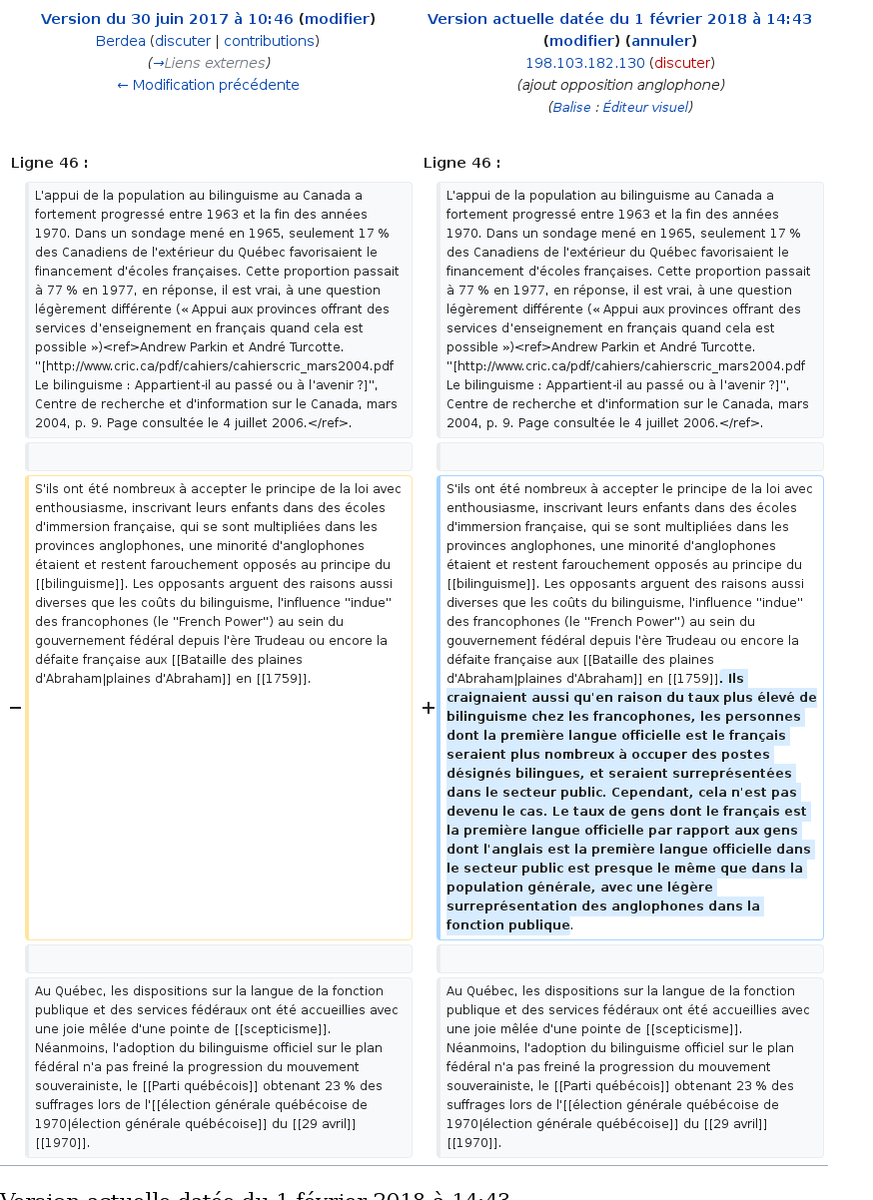 Version du 30 juin 2017 à 10:46 (modifier)
Berdea (discuter | contributions)
(→Liens externes)
← Modification précédente
Version actuelle datée du 1 février 2018 à 14:43
(modifier) (annuler)
198.103.182.130 (discuter)
(ajout opposition anglophone)
(Balise : Éditeur visuel)
Ligne 46 :
Ligne 46 :
L'appui de la population au bilinguisme au Canada a
fortement progressé entre 1963 et la fin des années
1970. Dans un sondage mené en 1965, seulement 17 %
des Canadiens de l'extérieur du Québec favorisaient le
financement d'écoles françaises. Cette proportion passait
à 77 % en 1977, en réponse, il est vrai, à une question
légèrement différente (« Appui aux provinces offrant des
services d'enseignement en français quand cela est
possible »)<ref>Andrew Parkin et André Turcotte.
''[http://www.cric.ca/pdf/cahiers/cahierscric_mars2004.pdf
Le bilinguisme : Appartient-il au passé ou à l'avenir ?]'',
Centre de recherche et d'information sur le Canada, mars
2004, p. 9. Page consultée le 4 juillet 2006.</ref>.
L'appui de la population au bilinguisme au Canada a
fortement progressé entre 1963 et la fin des années
1970. Dans un sondage mené en 1965, seulement 17 %
des Canadiens de l'extérieur du Québec favorisaient le
financement d'écoles françaises. Cette proportion passait
à 77 % en 1977, en réponse, il est vrai, à une question
légèrement différente (« Appui aux provinces offrant des
services d'enseignement en français quand cela est
possible »)<ref>Andrew Parkin et André Turcotte.
''[http://www.cric.ca/pdf/cahiers/cahierscric_mars2004.pdf
Le bilinguisme : Appartient-il au passé ou à l'avenir ?]'',
Centre de recherche et d'information sur le Canada, mars
2004, p. 9. Page consultée le 4 juillet 2006.</ref>.
−
S'ils ont été nombreux à accepter le principe de la loi avec
enthousiasme, inscrivant leurs enfants dans des écoles
d'immersion française, qui se sont multipliées dans les
provinces anglophones, une minorité d'anglophones
étaient et restent farouchement opposés au principe du
[[bilinguisme]]. Les opposants arguent des raisons aussi
diverses que les coûts du bilinguisme, l'influence "indue"
des francophones (le "French Power") au sein du
gouvernement fédéral depuis l'ère Trudeau ou encore la
défaite française aux [[Bataille des plaines
d'Abraham|plaines d'Abraham]] en [[1759]].
+
S'ils ont été nombreux à accepter le principe de la loi avec
enthousiasme, inscrivant leurs enfants dans des écoles
d'immersion française, qui se sont multipliées dans les
provinces anglophones, une minorité d'anglophones
étaient et restent farouchement opposés au principe du
[[bilinguisme]]. Les opposants arguent des raisons aussi
diverses que les coûts du bilinguisme, l'influence "indue"
des francophones (le "French Power") au sein du
gouvernement fédéral depuis l'ère Trudeau ou encore la
défaite française aux [[Bataille des plaines
d'Abraham|plaines d'Abraham]] en [[1759]]. Ils
craignaient aussi qu'en raison du taux plus élevé de
bilinguisme chez les francophones, les personnes
dont la première langue officielle est le français
seraient plus nombreux à occuper des postes
désignés bilingues, et seraient surreprésentées
dans le secteur public. Cependant, cela n'est pas
devenu le cas. Le taux de gens dont le français est
la première langue officielle par rapport aux gens
dont l'anglais est la première langue officielle dans
le secteur public est presque le même que dans la
population générale, avec une légère
surreprésentation des anglophones dans la
fonction publique.
Au Québec, les dispositions sur la langue de la fonction
publique et des services fédéraux ont été accueillies avec
une joie mêlée d'une pointe de [[scepticisme]].
Néanmoins, l'adoption du bilinguisme officiel sur le plan
fédéral n'a pas freiné la progression du mouvement
souverainiste, le [[Parti québécois]] obtenant 23 % des
suffrages lors de l'[[élection générale québécoise de
1970|élection générale québécoise]] du [[29 avril]]
[[1970]].
Au Québec, les dispositions sur la langue de la fonction
publique et des services fédéraux ont été accueillies avec
une joie mêlée d'une pointe de [[scepticisme]].
Néanmoins, l'adoption du bilinguisme officiel sur le plan
fédéral n'a pas freiné la progression du mouvement
souverainiste, le [[Parti québécois]] obtenant 23 % des
suffrages lors de l'[[élection générale québécoise de
1970|élection générale québécoise]] du [[29 avril]]
[[1970]].
Version actuelle datée du 1 février 2018 à 14:43